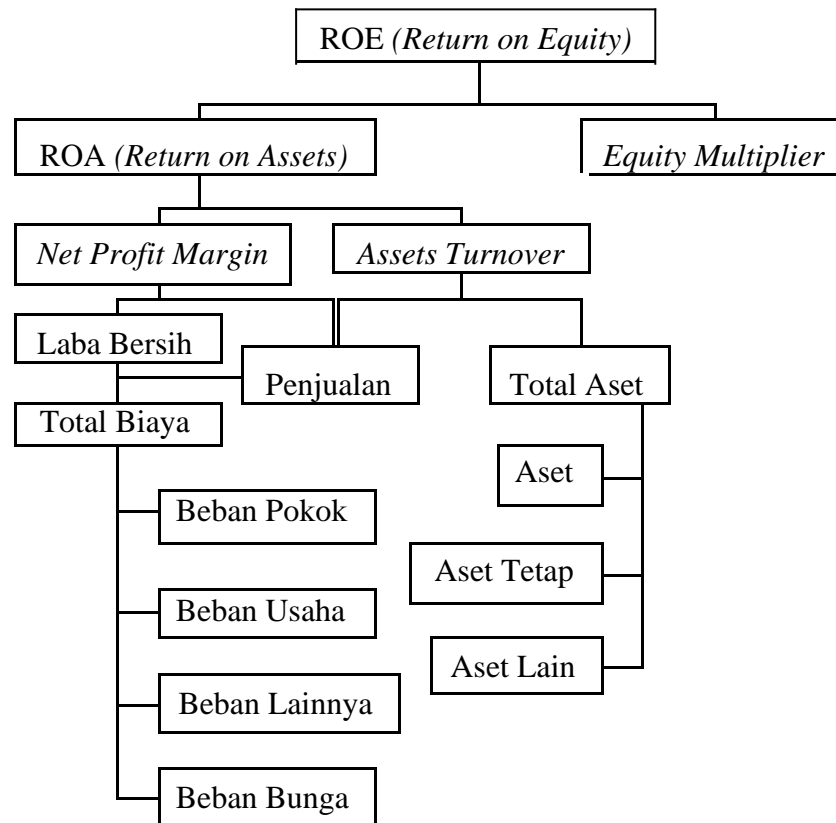 ROE (Return on Equity)
ROA (Return on Assets)
Equity Multiplier
Net Profit Margin
Assets Turnover
Laba Bersih
Penjualan
Total Aset
Total Biaya
Aset
Beban Pokok
Aset Tetap
Beban Usaha
Aset Lain
Beban Lainnya
Beban Bunga